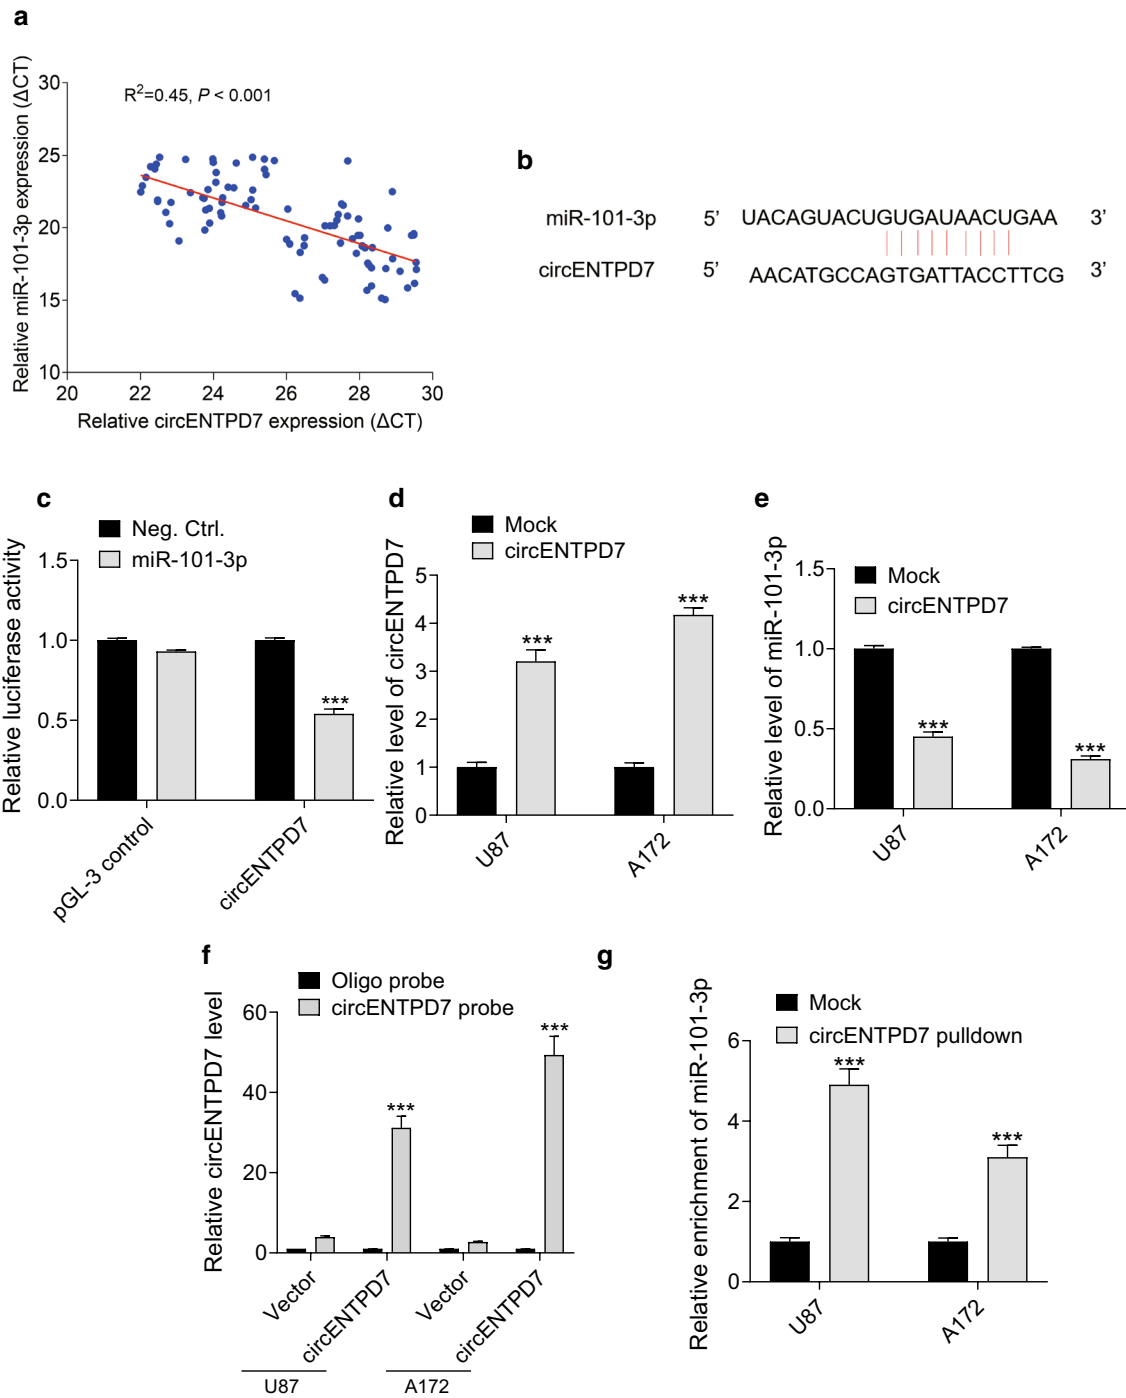 a
Relative miR-101-3p expression (ΔCT)
30
25
20
15
10
R²=0.45, P < 0.001
20 22 24 26 28 30
Relative circENTPD7 expression (ΔCT)
b
miR-101-3p 5’ UACAGUACUGUGAUAACUGAA 3’
circENTPD7 5’ AACATGCCAGTGATTACCTTCG 3’
c
Neg. Ctrl.
miR-101-3p
Relative luciferase activity
1.5
1.0
0.5
0.0
***
pGL-3 control
circENTPD7
d
Mock
circENTPD7
Relative level of circENTPD7
5
4
3
2
1
0
***
***
U87
A172
e
Mock
circENTPD7
Relative level of miR-101-3p
1.5
1.0
0.5
0.0
***
***
U87
A172
f
Oligo probe
circENTPD7 probe
Relative circENTPD7 level
60
40
20
0
***
***
Vector
circENTPD7
Vector
circENTPD7
U87
A172
g
Mock
circENTPD7 pulldown
Relative enrichment of miR-101-3p
6
4
2
0
***
***
U87
A172